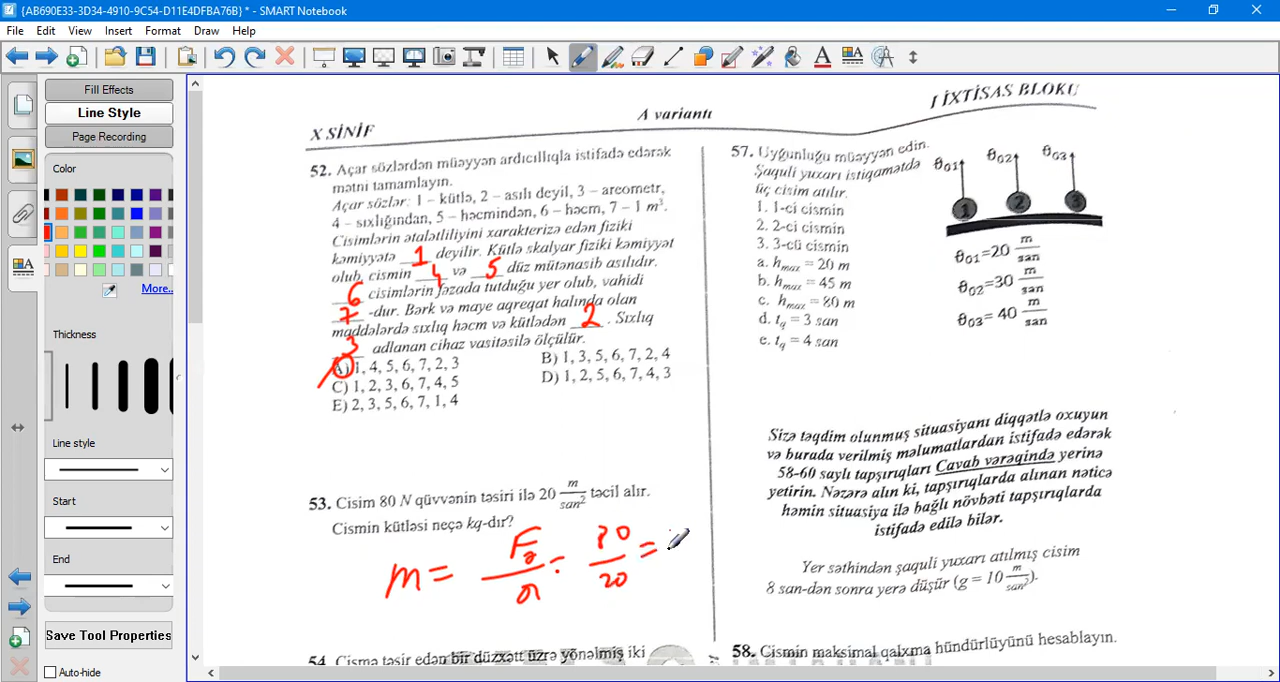 {AB690E33-3D34-4910-9C54-D11E4DFBA76B} * - SMART Notebook
File Edit View Insert Format Draw Help
Fill Effects
Line Style
Page Recording
Color
More..
Thickness
Line style
Start
End
Save Tool Properties
Auto-hide
X SİNİF
A variantı
I İXTİSAS BLOKU
52. Açar sözlərdən müəyyən ardıcıllıqla istifadə edərək
mətni tamamlayın.
Açar sözlər: 1 – kütlə, 2 – asılı deyil, 3 – areometr,
4 – sıxlığından, 5 – həcmindən, 6 – həcm, 7 – 1 m³.
Cisimlərin ətalətliliyini xarakterizə edən fiziki
kəmiyyətə 1 deyilir. Kütlə skalyar fiziki kəmiyyət
olub, cismin 4 və 5 düz mütənasib asılıdır.
6 cisimlərin fəzada tutduğu yer olub, vahidi
7 -dur. Bərk və maye aqreqat halında olan
maddələrdə sıxlıq həcm və kütlədən 2. Sıxlıq
3 adlanan cihaz vasitəsilə ölçülür.
A) 1, 4, 5, 6, 7, 2, 3
B) 1, 3, 5, 6, 7, 2, 4
C) 1, 2, 3, 6, 7, 4, 5
D) 1, 2, 5, 6, 7, 4, 3
E) 2, 3, 5, 6, 7, 1, 4
53. Cisim 80 N qüvvənin təsiri ilə 20 m/san² təcil alır.
Cismin kütləsi neçə kq-dır?
m = F/a = 80/20 =
54. Cismə təsir edən bir düzxətt üzrə yönəlmiş iki
57. Uyğunluğu müəyyən edin.
Şaquli yuxarı istiqamətdə
üç cisim atılır.
1. 1-ci cismin
2. 2-ci cismin
3. 3-cü cismin
a. hmax = 20 m
b. hmax = 45 m
c. hmax = 80 m
d. tq = 3 san
e. tq = 4 san
ϑ01 ϑ02 ϑ03
1 2 3
ϑ01=20 m/san
ϑ02=30 m/san
ϑ03= 40 m/san
Sizə təqdim olunmuş situasiyanı diqqətlə oxuyun
və burada verilmiş məlumatlardan istifadə edərək
58-60 saylı tapşırıqları Cavab vərəqində yerinə
yetirin. Nəzərə alın ki, tapşırıqlarda alınan nəticə
həmin situasiya ilə bağlı növbəti tapşırıqlarda
istifadə edilə bilər.
Yer səthindən şaquli yuxarı atılmış cisim
8 san-dən sonra yerə düşür (g = 10 m/san²).
58. Cismin maksimal qalxma hündürlüyünü hesablayın.